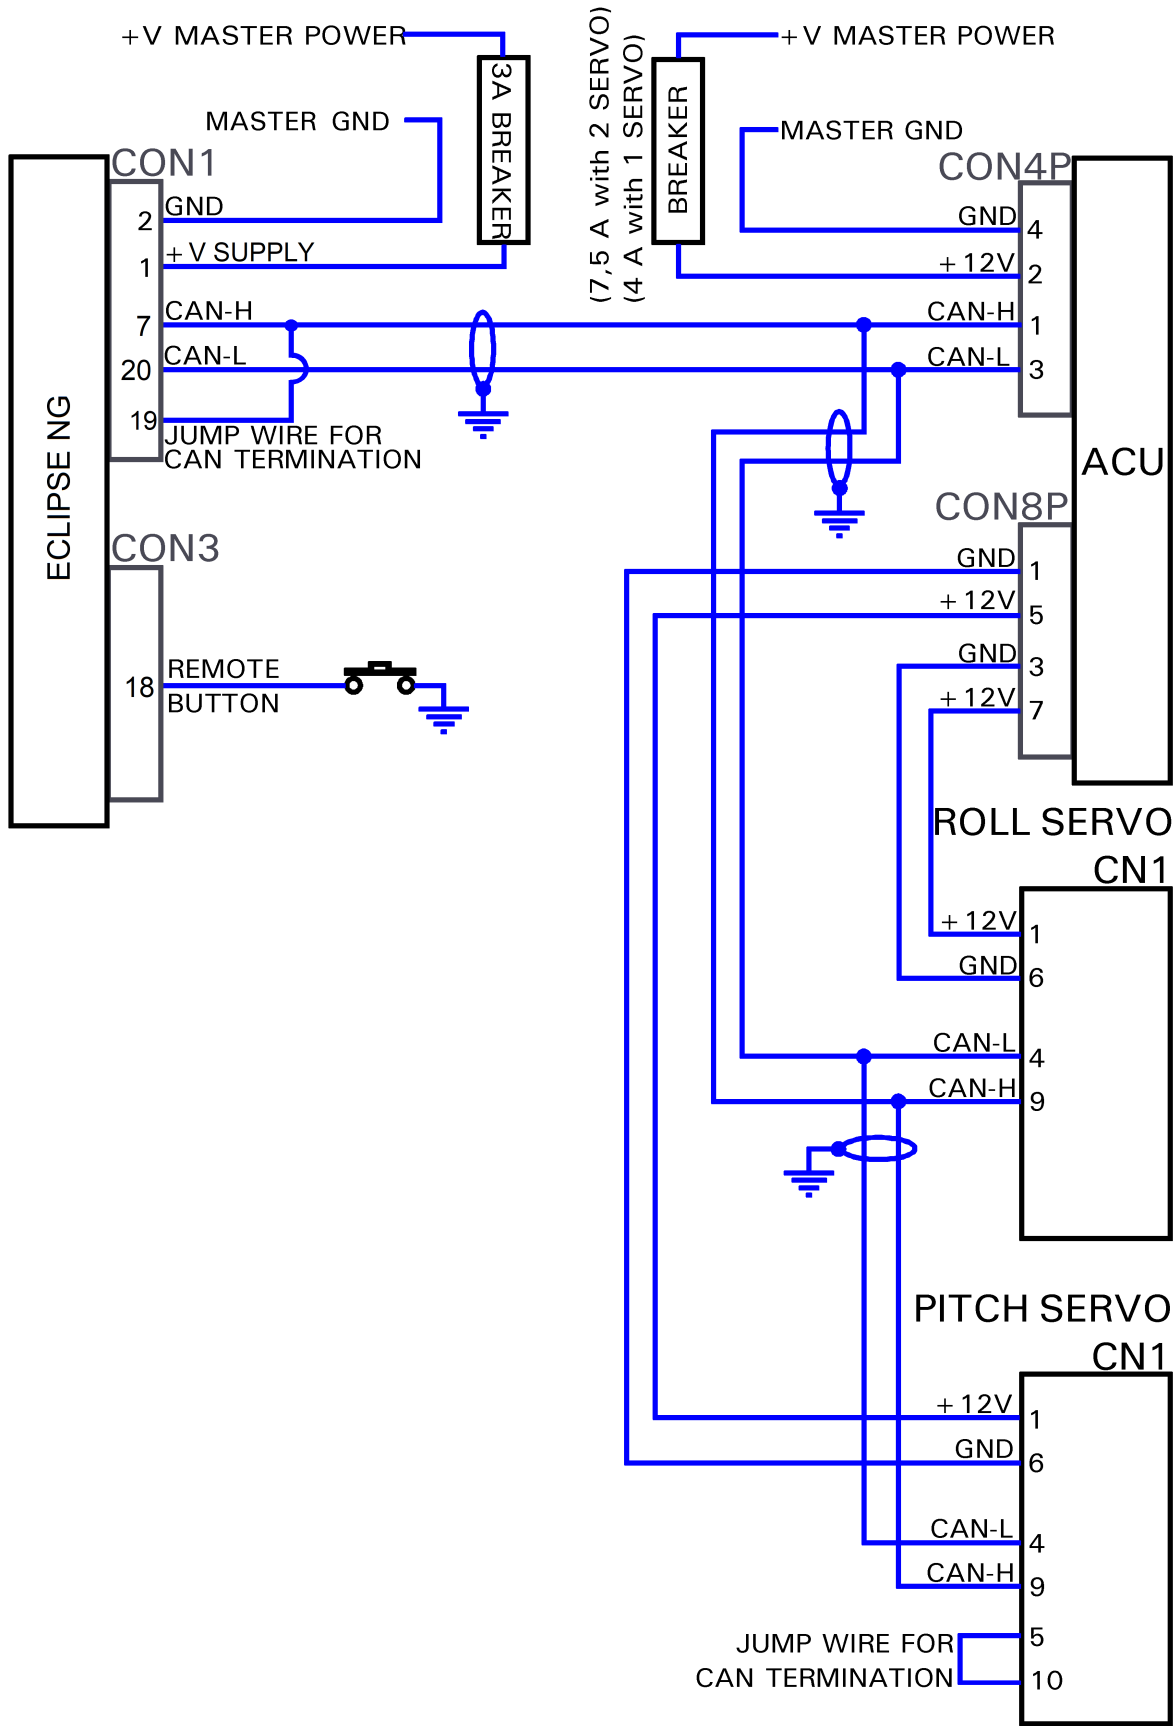 +V MASTER POWER
3A BREAKER
MASTER GND
(7,5 A with 2 SERVO)
(4 A with 1 SERVO)
BREAKER
+V MASTER POWER
MASTER GND
ECLIPSE NG
CON1
2 GND
1 +V SUPPLY
7 CAN-H
20 CAN-L
19
JUMP WIRE FOR
CAN TERMINATION
CON3
18 REMOTE
BUTTON
CON4P
GND 4
+12V 2
CAN-H 1
CAN-L 3
ACU
CON8P
GND 1
+12V 5
GND 3
+12V 7
ROLL SERVO
CN1
+12V 1
GND 6
CAN-L 4
CAN-H 9
PITCH SERVO
CN1
+12V 1
GND 6
CAN-L 4
CAN-H 9
5
JUMP WIRE FOR
CAN TERMINATION
10